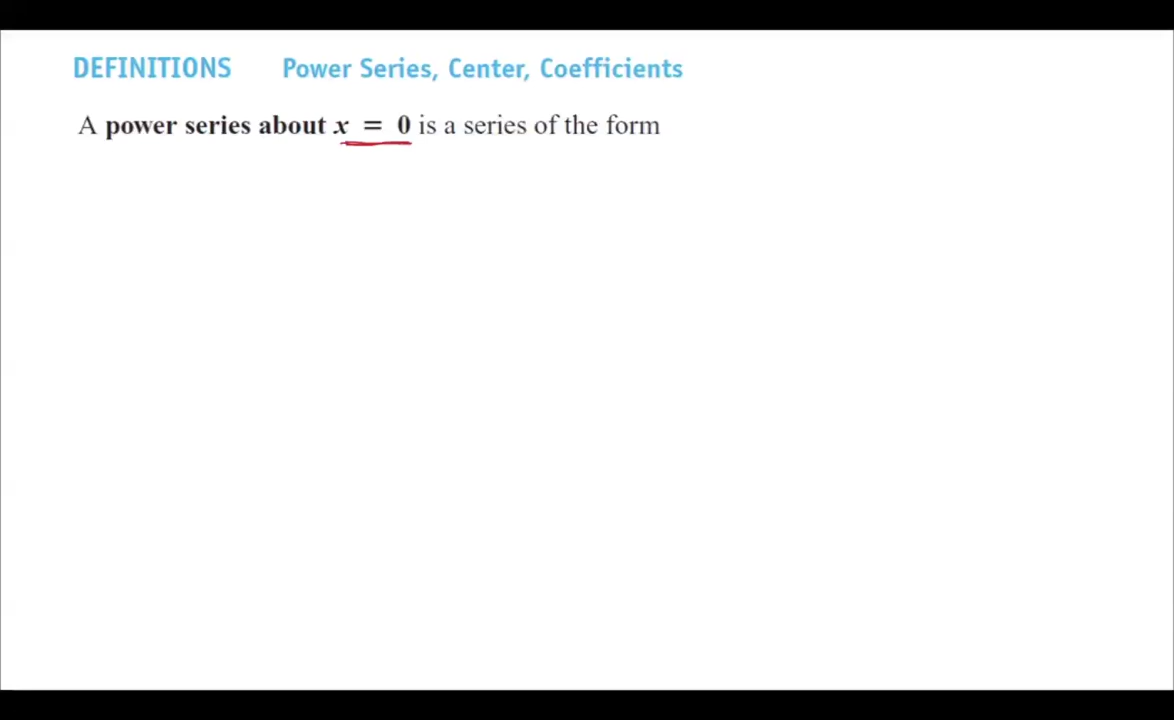 DEFINITIONS Power Series, Center, Coefficients
A power series about x = 0 is a series of the form